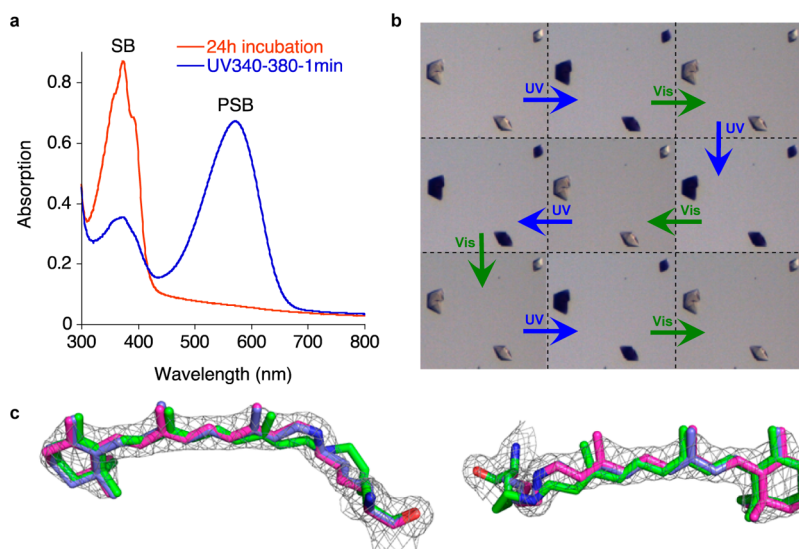 a
SB
24h incubation
UV340-380-1min
PSB
0.8
0.6
0.4
0.2
0
Absorption
300 400 500 600 700 800
Wavelength (nm)
b
UV Vis
UV
UV Vis
Vis
UV Vis
c